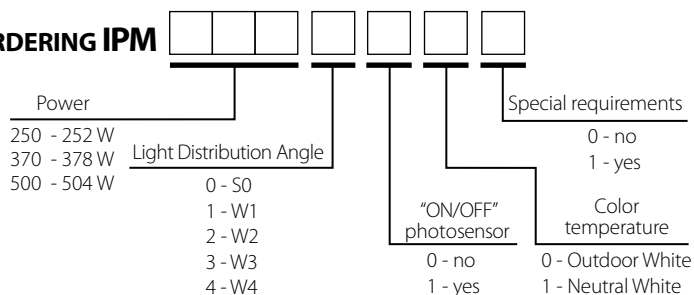 RDERING IPM
Power
250 - 252 W
370 - 378 W
500 - 504 W
Light Distribution Angle
0 - S0
1 - W1
2 - W2
3 - W3
4 - W4
"ON/OFF"
photosensor
0 - no
1 - yes
Special requirements
0 - no
1 - yes
Color
temperature
0 - Outdoor White
1 - Neutral White